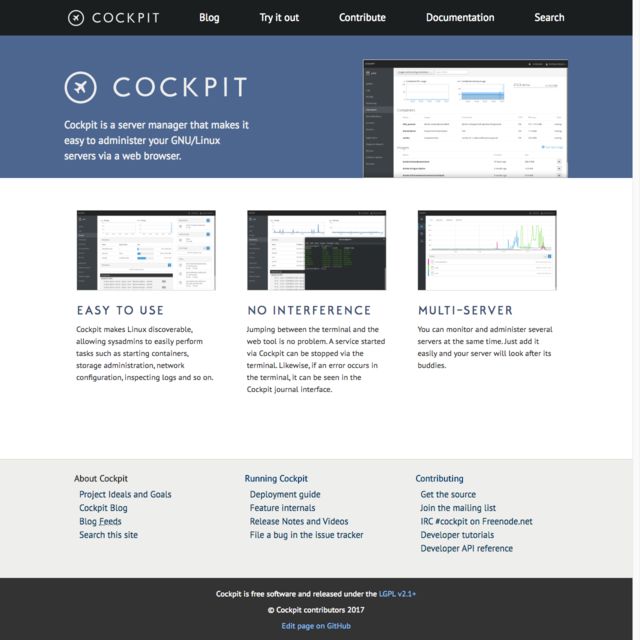 COCKPIT Blog Try it out Contribute Documentation Search
COCKPIT
Cockpit is a server manager that makes it
easy to administer your GNU/Linux
servers via a web browser.
EASY TO USE
Cockpit makes Linux discoverable,
allowing sysadmins to easily perform
tasks such as starting containers,
storage administration, network
configuration, inspecting logs and so on.
NO INTERFERENCE
Jumping between the terminal and the
web tool is no problem. A service started
via Cockpit can be stopped via the
terminal. Likewise, if an error occurs in
the terminal, it can be seen in the
Cockpit journal interface.
MULTI-SERVER
You can monitor and administer several
servers at the same time. Just add it
easily and your server will look after its
buddies.
About Cockpit
Project Ideals and Goals
Cockpit Blog
Blog Feeds
Search this site
Running Cockpit
Deployment guide
Feature internals
Release Notes and Videos
File a bug in the issue tracker
Contributing
Get the source
Join the mailing list
IRC #cockpit on Freenode.net
Developer tutorials
Developer API reference
Cockpit is free software and released under the LGPL v2.1+
© Cockpit contributors 2017
Edit page on GitHub